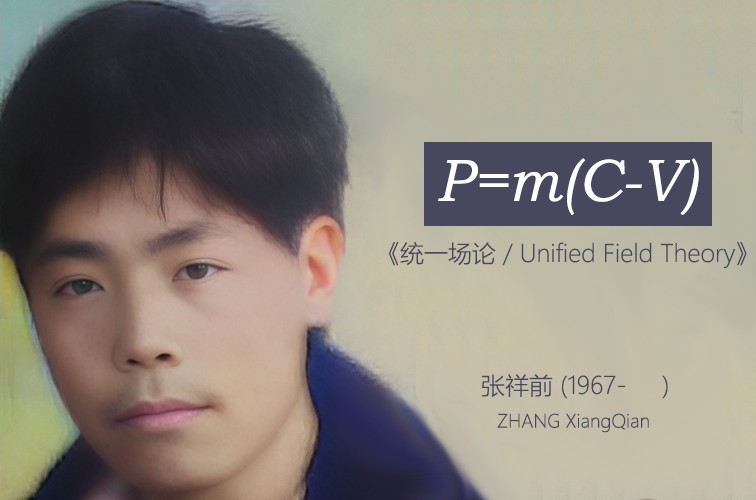 P=m(C-V)
《统一场论 / Unified Field Theory》
张祥前 (1967-     )
ZHANG XiangQian